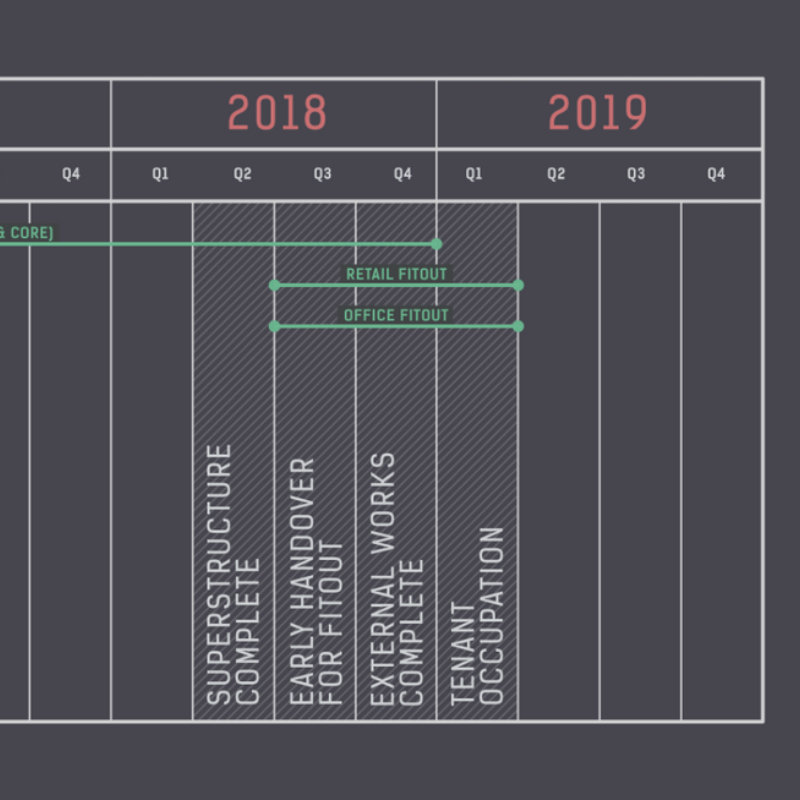 2018 2019
Q4 Q1 Q2 Q3 Q4 Q1 Q2 Q3 Q4
& CORE)
RETAIL FITOUT
OFFICE FITOUT
SUPERSTRUCTURE
COMPLETE
EARLY HANDOVER
FOR FITOUT
EXTERNAL WORKS
COMPLETE
TENANT
OCCUPATION